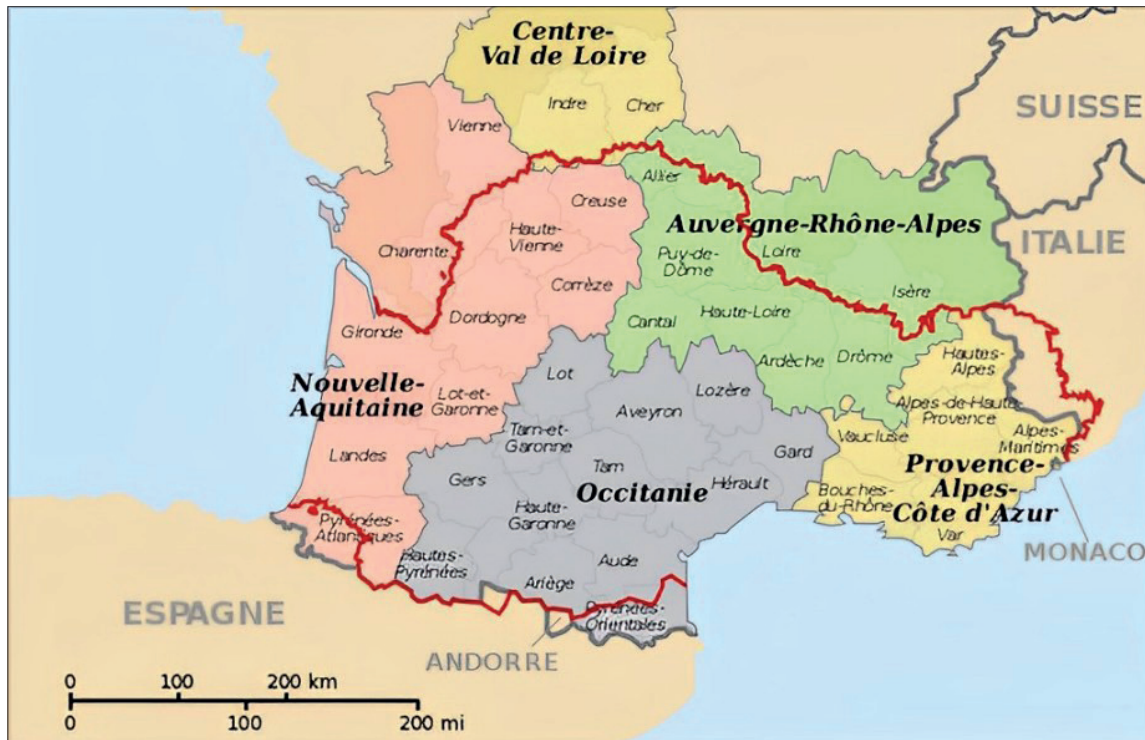 Centre-
Val de Loire
Indre
Cher
SUISSE
Vienne
Allier
Creuse
Auvergne-Rhône-Alpes
ITALIE
Haute-
Vienne
Charente
Puy-de-
Dôme
Loire
Corrèze
Isère
Gironde
Dordogne
Cantal
Haute-Loire
Ardèche
Drôme
Hautes-
Alpes
Nouvelle-
Aquitaine
Lot-et-
Garonne
Lot
Lozère
Aveyron
Alpes-de-Haute-
Provence
Alpes-
Maritimes
Vaucluse
Landes
Tarn-et-
Garonne
Gard
Gers
Tarn
Occitanie
Hérault
Provence-
Alpes-
Côte d'Azur
Bouches-
du-Rhône
Var
Haute-
Garonne
Pyrénées-
Atlantiques
Hautes-
Pyrénées
Aude
Ariège
MONACO
Pyrénées-
Orientales
ESPAGNE
ANDORRE
0 100 200 km
0 100 200 mi